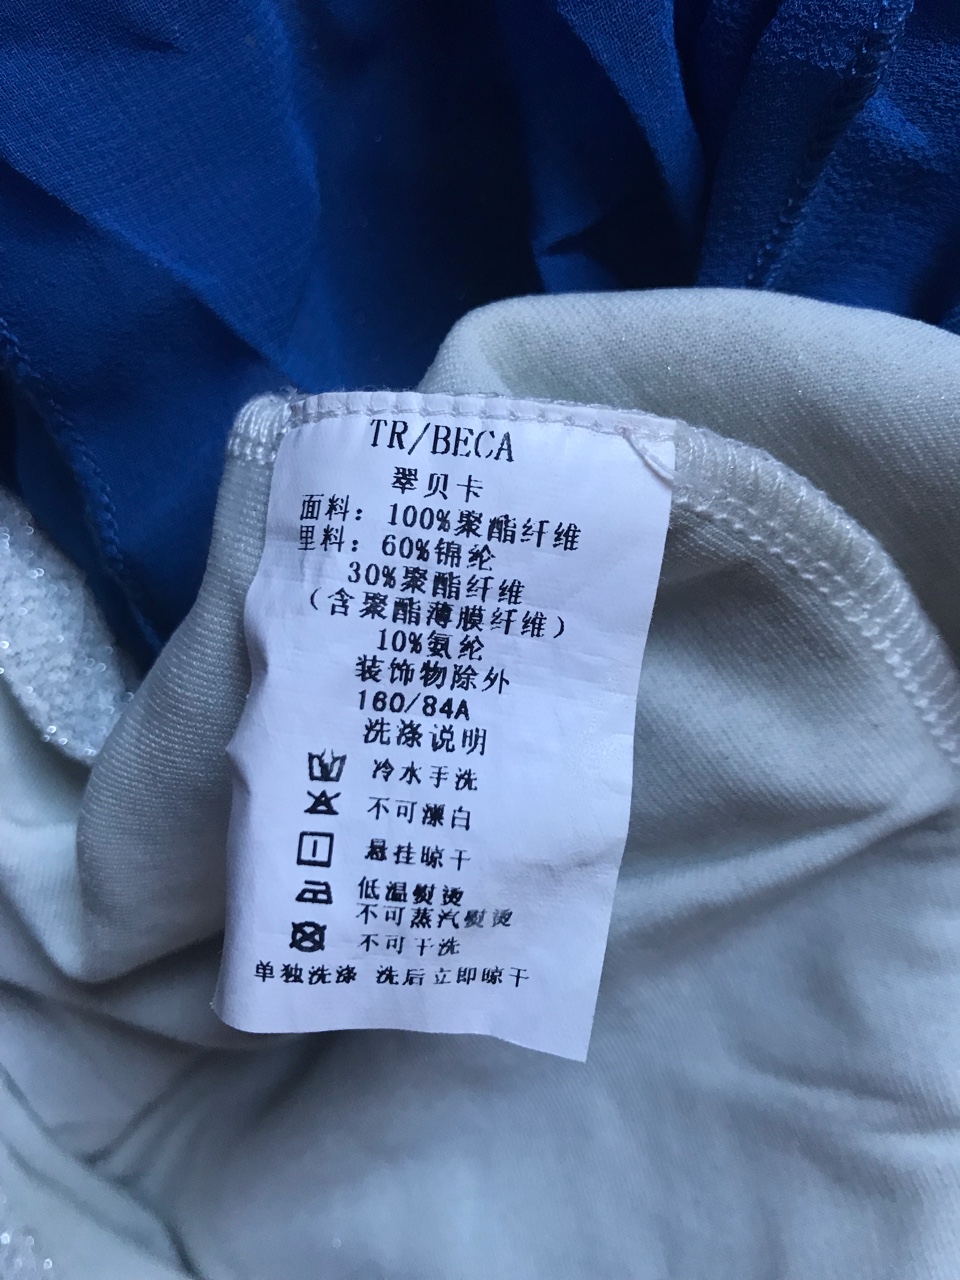 TR/BECA
翠贝卡
面料：100%聚酯纤维
里料：60%锦纶
30%聚酯纤维
（含聚酯薄膜纤维）
10%氨纶
装饰物除外
160/84A
洗涤说明
冷水手洗
不可漂白
悬挂晾干
低温熨烫
不可蒸汽熨烫
不可干洗
单独洗涤 洗后立即晾干